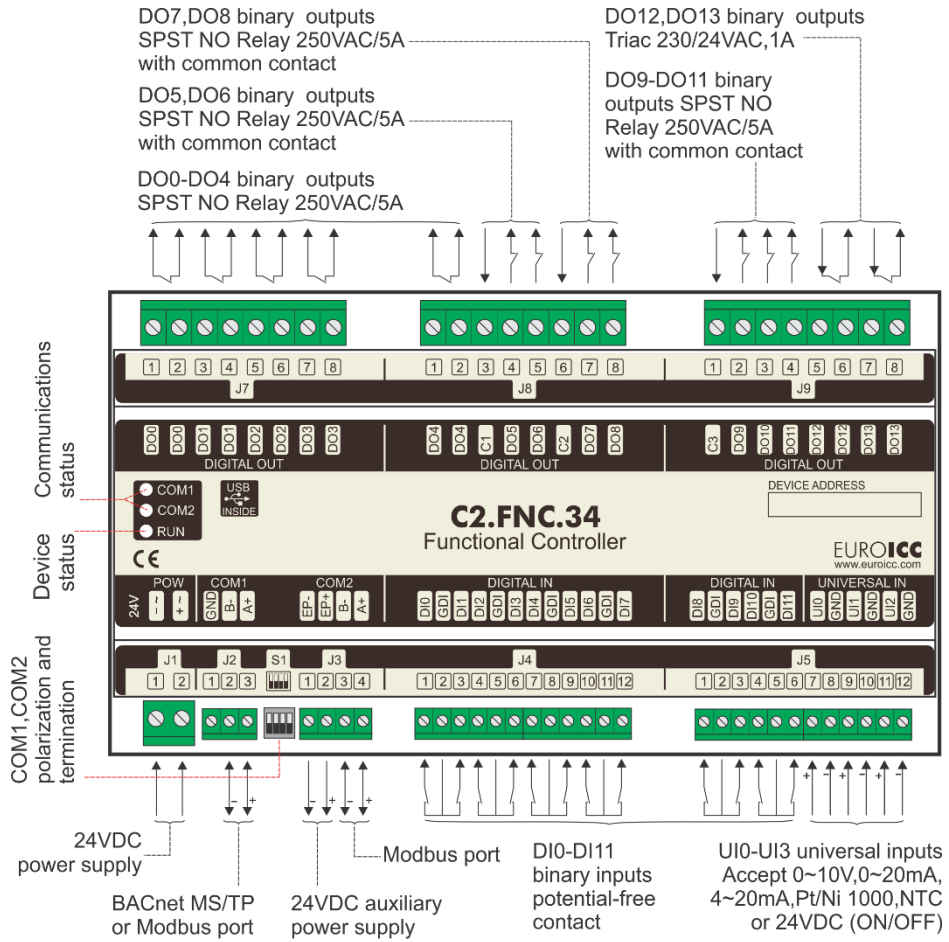 DO7,DO8 binary outputs
SPST NO Relay 250VAC/5A
with common contact
DO5,DO6 binary outputs
SPST NO Relay 250VAC/5A
with common contact
DO0-DO4 binary outputs
SPST NO Relay 250VAC/5A
DO12,DO13 binary outputs
Triac 230/24VAC,1A
DO9-DO11 binary
outputs SPST NO
Relay 250VAC/5A
with common contact
1 2 3 4 5 6 7 8
J7
1 2 3 4 5 6 7 8
J8
1 2 3 4 5 6 7 8
J9
DO0 DO0 DO1 DO1 DO2 DO2 DO3 DO3
DIGITAL OUT
DO4 DO4 C1 DO5 DO6 C2 DO7 DO8
DIGITAL OUT
C3 DO9 DO10 DO11 DO12 DO12 DO13 DO13
DIGITAL OUT
Communications
status
Device
status
COM1,COM2
polarization and
termination
COM1
COM2
RUN
USB
INSIDE
CE
C2.FNC.34
Functional Controller
DEVICE ADDRESS
EUROICC
www.euroicc.com
24V
POW
- ~ + ~
COM1
GND B- A+
COM2
EP- EP+ B- A+
DIGITAL IN
DI0 GDI DI1 DI2 GDI DI3 DI4 GDI DI5 DI6 GDI DI7
DIGITAL IN
DI8 GDI DI9 DI10 GDI DI11
UNIVERSAL IN
UI0 GND UI1 GND UI2 GND
J1
1 2
J2
1 2 3
S1
J3
1 2 3 4
J4
1 2 3 4 5 6 7 8 9 10 11 12
J5
1 2 3 4 5 6 7 8 9 10 11 12
- +
- + - +
+ - + - + -
24VDC
power supply
BACnet MS/TP
or Modbus port
24VDC auxiliary
power supply
Modbus port
DI0-DI11
binary inputs
potential-free
contact
UI0-UI3 universal inputs
Accept 0~10V,0~20mA,
4~20mA,Pt/Ni 1000,NTC
or 24VDC (ON/OFF)